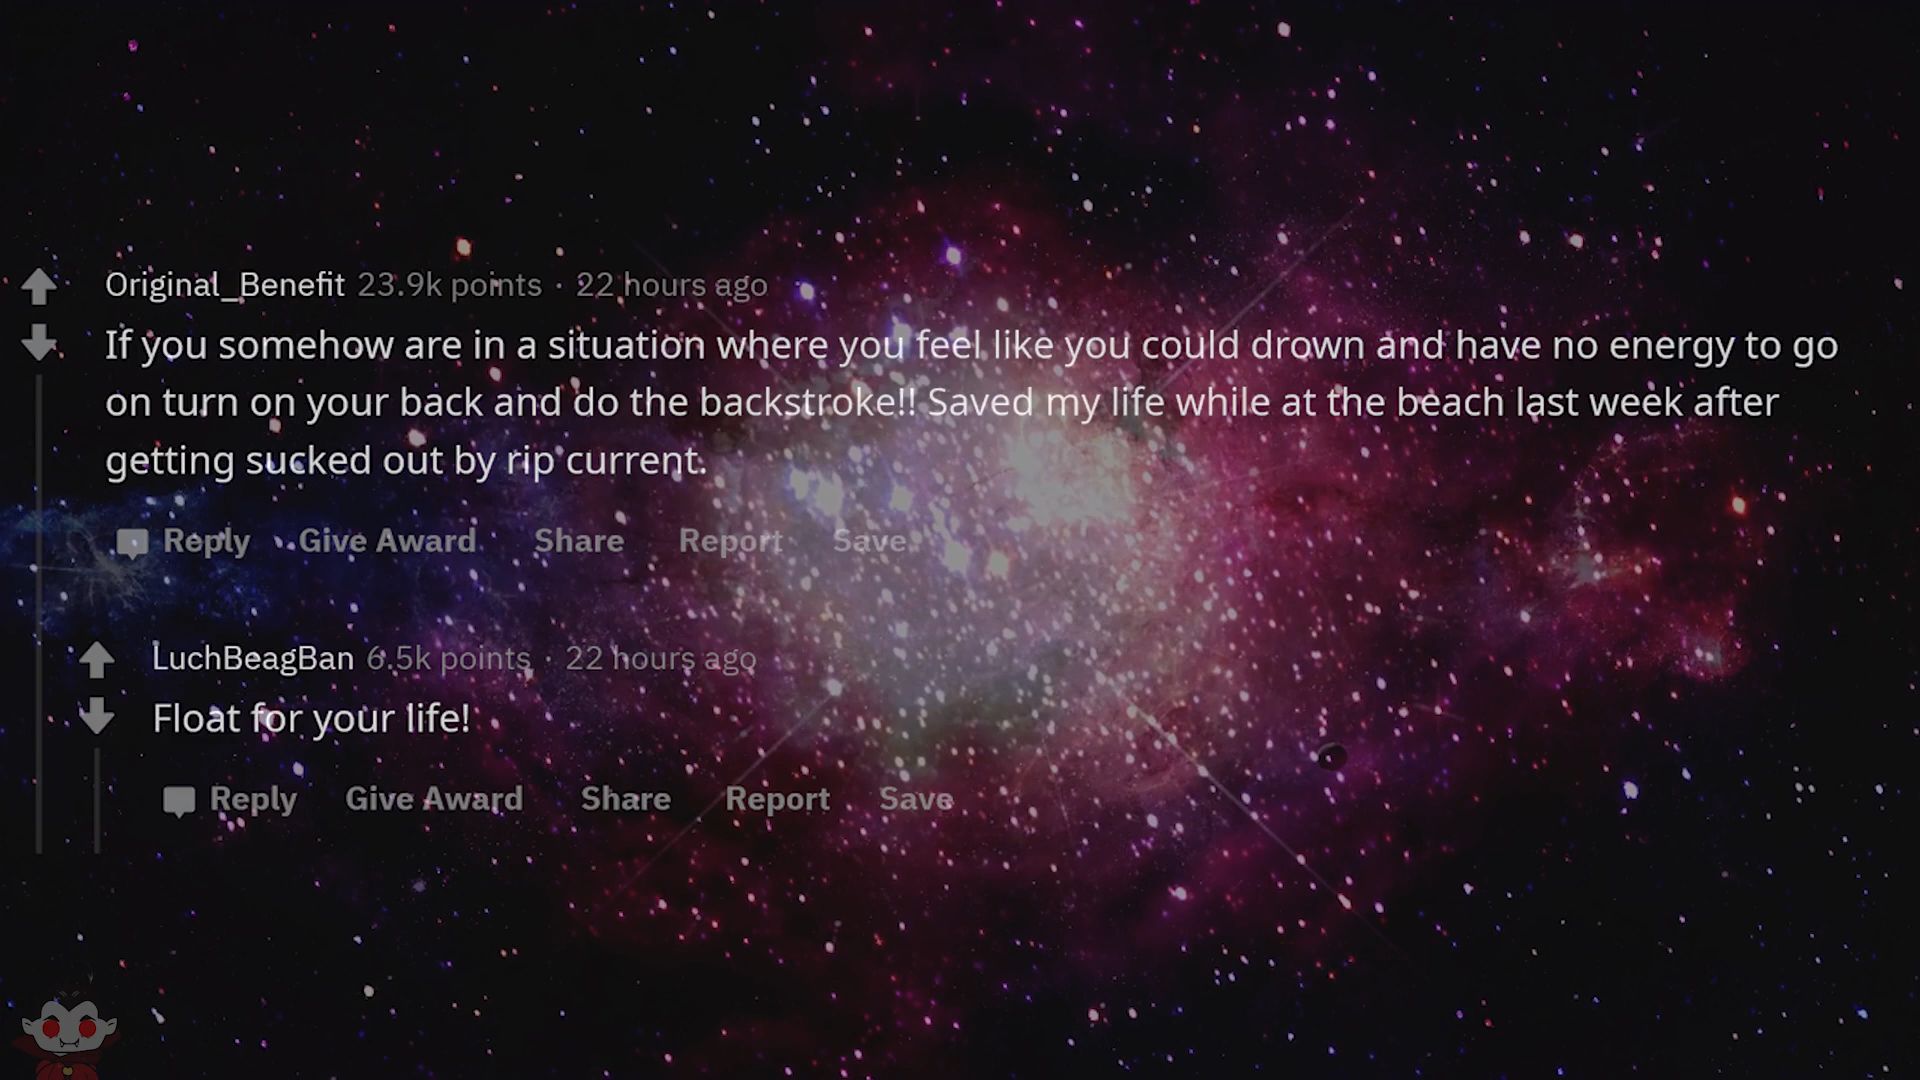 Original_Benefit 23.9k points · 22 hours ago
If you somehow are in a situation where you feel like you could drown and have no energy to go
on turn on your back and do the backstroke!! Saved my life while at the beach last week after
getting sucked out by rip current.
Reply Give Award Share Report Save
LuchBeagBan 6.5k points · 22 hours ago
Float for your life!
Reply Give Award Share Report Save